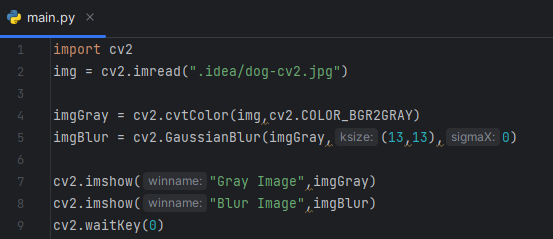 main.py ×
1 import cv2
2 img = cv2.imread(".idea/dog-cv2.jpg")
3
4 imgGray = cv2.cvtColor(img,cv2.COLOR_BGR2GRAY)
5 imgBlur = cv2.GaussianBlur(imgGray, ksize: (13,13), sigmaX: 0)
6
7 cv2.imshow( winname: "Gray Image",imgGray)
8 cv2.imshow( winname: "Blur Image",imgBlur)
9 cv2.waitKey(0)